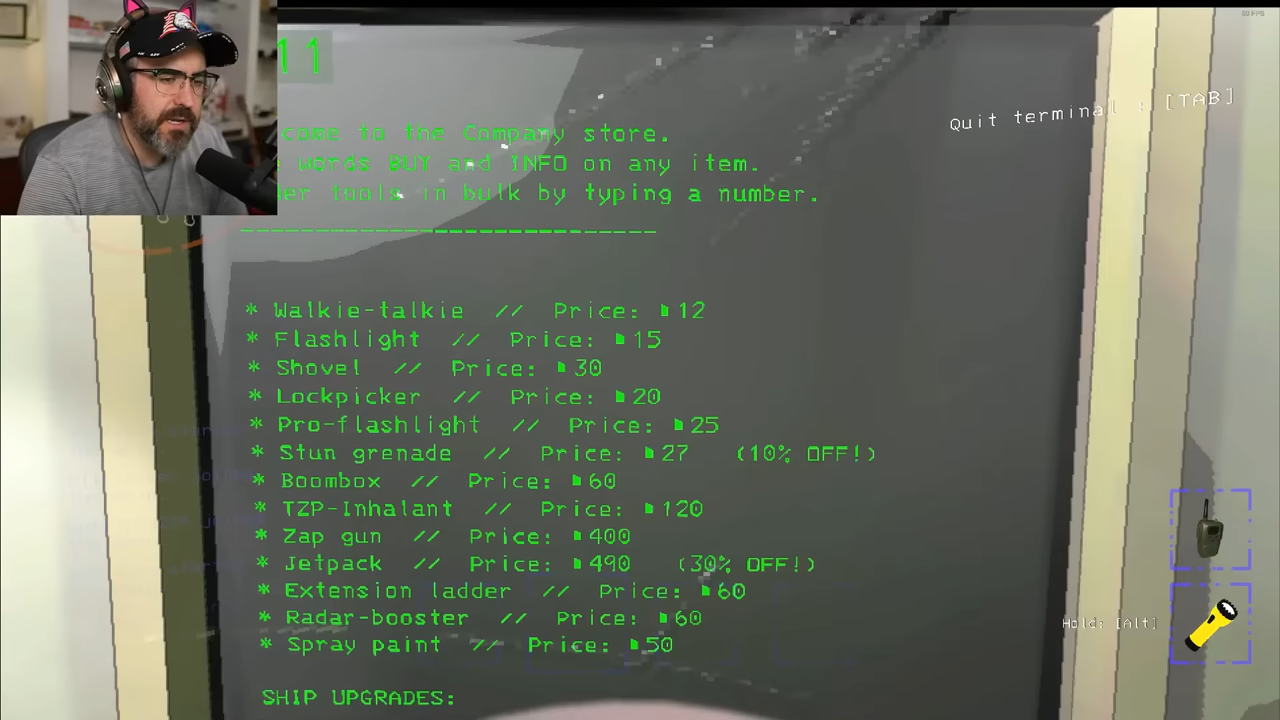 11
come to the Company store.
words BUY and INFO on any item.
tools in bulk by typing a number.
----------------------------
* Walkie-talkie // Price: 12
* Flashlight // Price: 15
* Shovel // Price: 30
* Lockpicker // Price: 20
* Pro-flashlight // Price: 25
* Stun grenade // Price: 27 (10% OFF!)
* Boombox // Price: 60
* TZP-Inhalant // Price: 120
* Zap gun // Price: 400
* Jetpack // Price: 490 (30% OFF!)
* Extension ladder // Price: 60
* Radar-booster // Price: 60
* Spray paint // Price: 50
SHIP UPGRADES:
Quit terminal : [TAB]
Hold: [Alt]